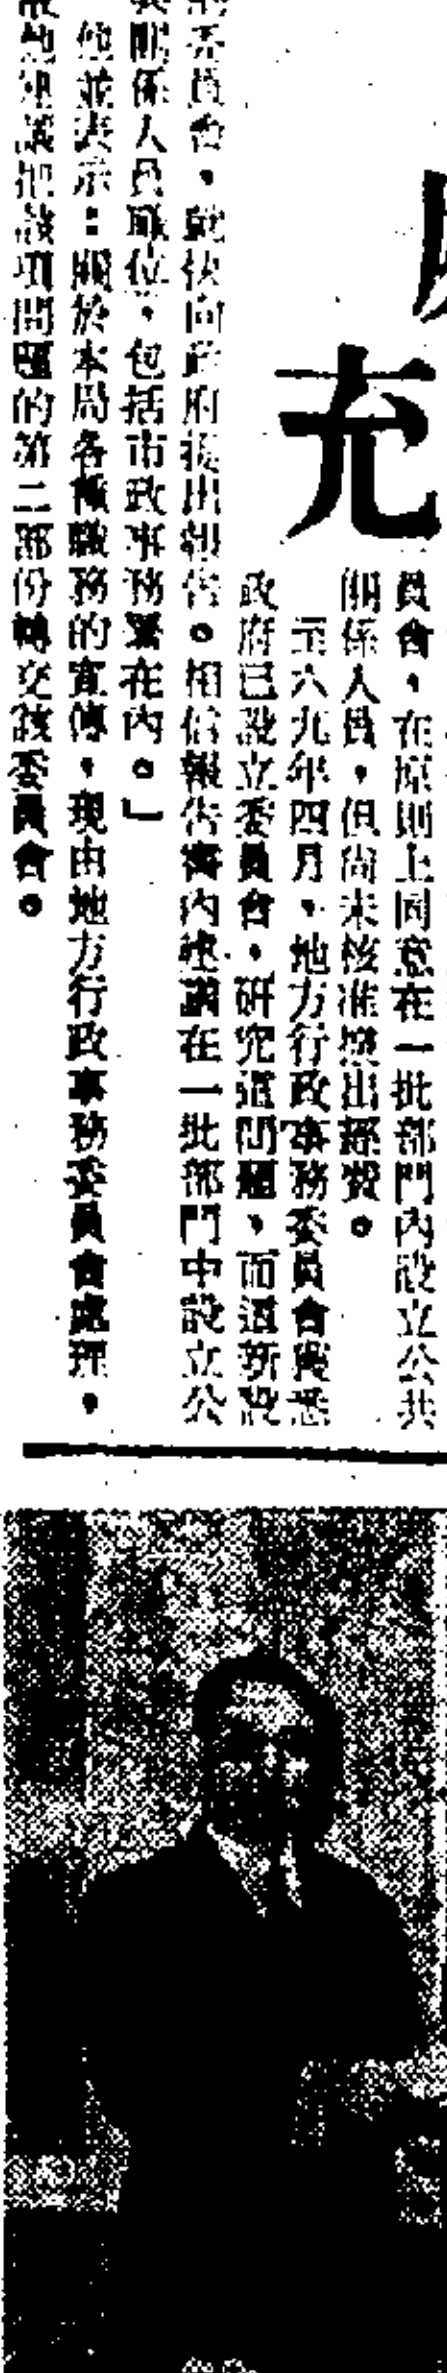 充
員會，在原則上同意在一批部門內設立公共
關係人員，但尚未核准撥出經費。
至六九年四月，地方行政事務委員會獲悉
政府已設立委員會，研究這問題，而這新設
的委員會，就快向政府提出報告。相信報告書內建議在一批部門中設立公
關係人員職位，包括市政事務署在內。」
他並表示：關於本局各種職務的宣傳，現由地方行政事務委員會處理，
他建議把該項問題的第二部份轉交該委員會。